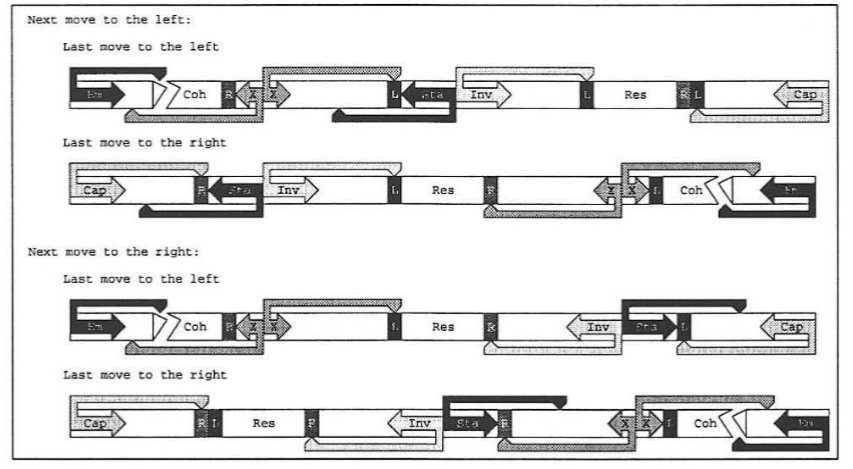 Next move to the left:
Last move to the left
Em Coh R X X L Sta Inv L Res R L Cap
Last move to the right
Cap R Sta Inv L Res R X X L Coh Em
Next move to the right:
Last move to the left
Em Coh R X X L Res R Inv Sta L Cap
Last move to the right
Cap R L Res R Inv Sta R X X L Coh Em